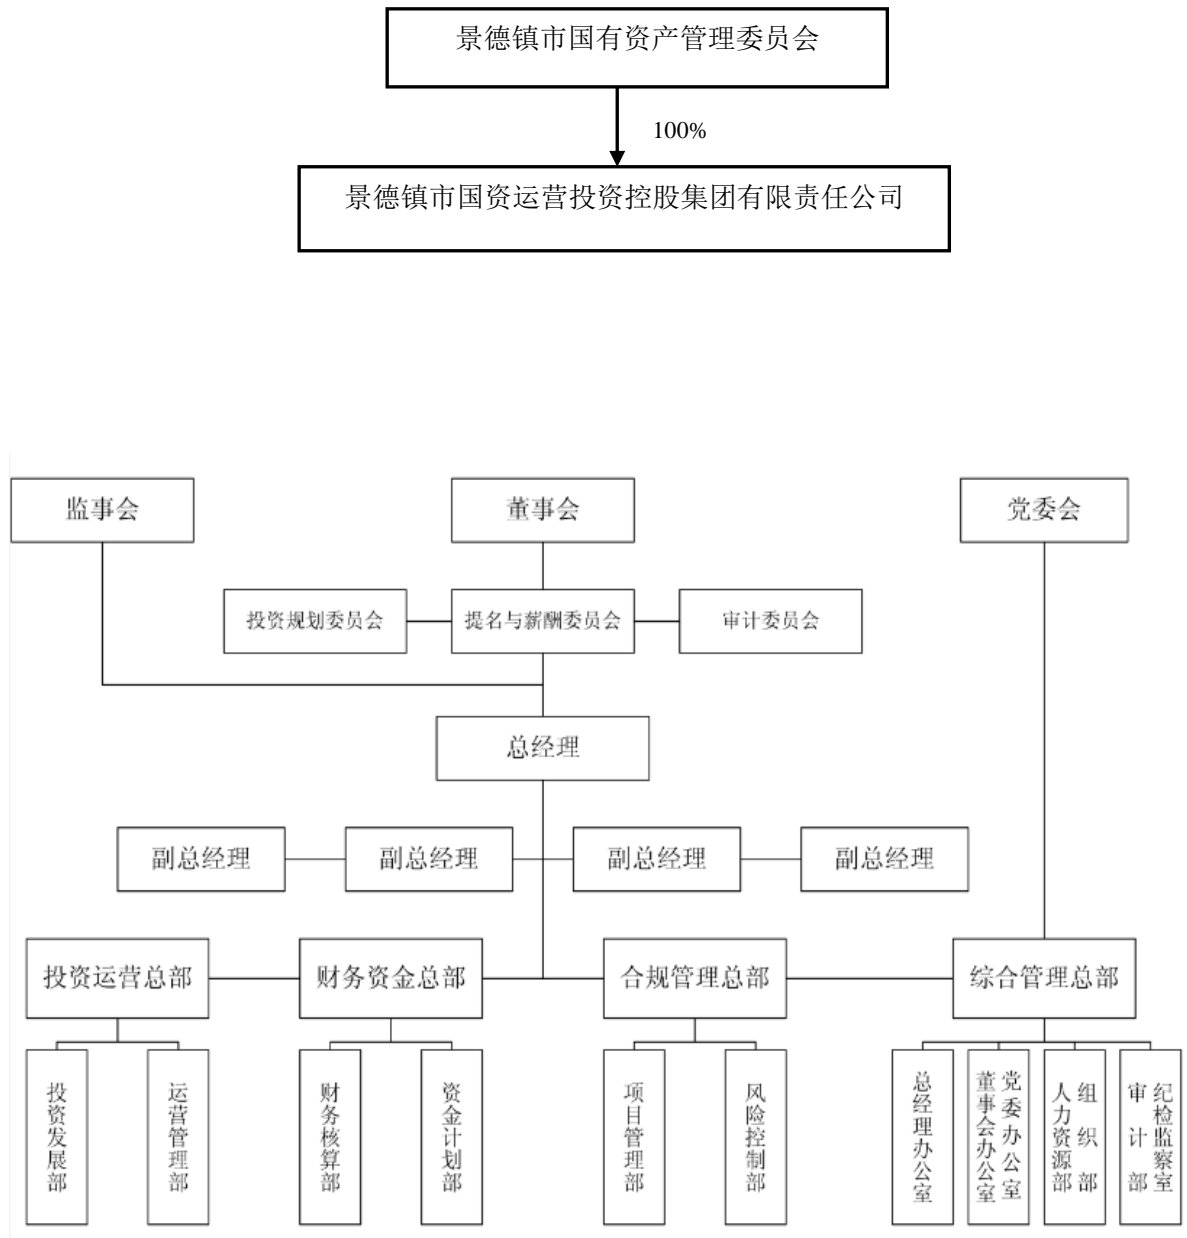 景德镇市国有资产管理委员会
100%
景德镇市国资运营投资控股集团有限责任公司
监事会
董事会
党委会
投资规划委员会
提名与薪酬委员会
审计委员会
总经理
副总经理
副总经理
副总经理
副总经理
投资运营总部
财务资金总部
合规管理总部
综合管理总部
投资发展部
运营管理部
财务核算部
资金计划部
项目管理部
风险控制部
总经理办公室
党委办公室
董事会办公室
组织部
人力资源部
纪检监察室
审计部